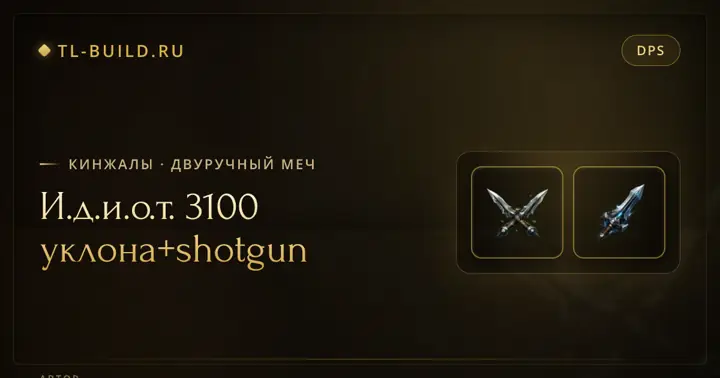 TL-BUILD.RU
DPS
КИНЖАЛЫ · ДВУРУЧНЫЙ МЕЧ
И.д.и.о.т. 3100
уклона+shotgun